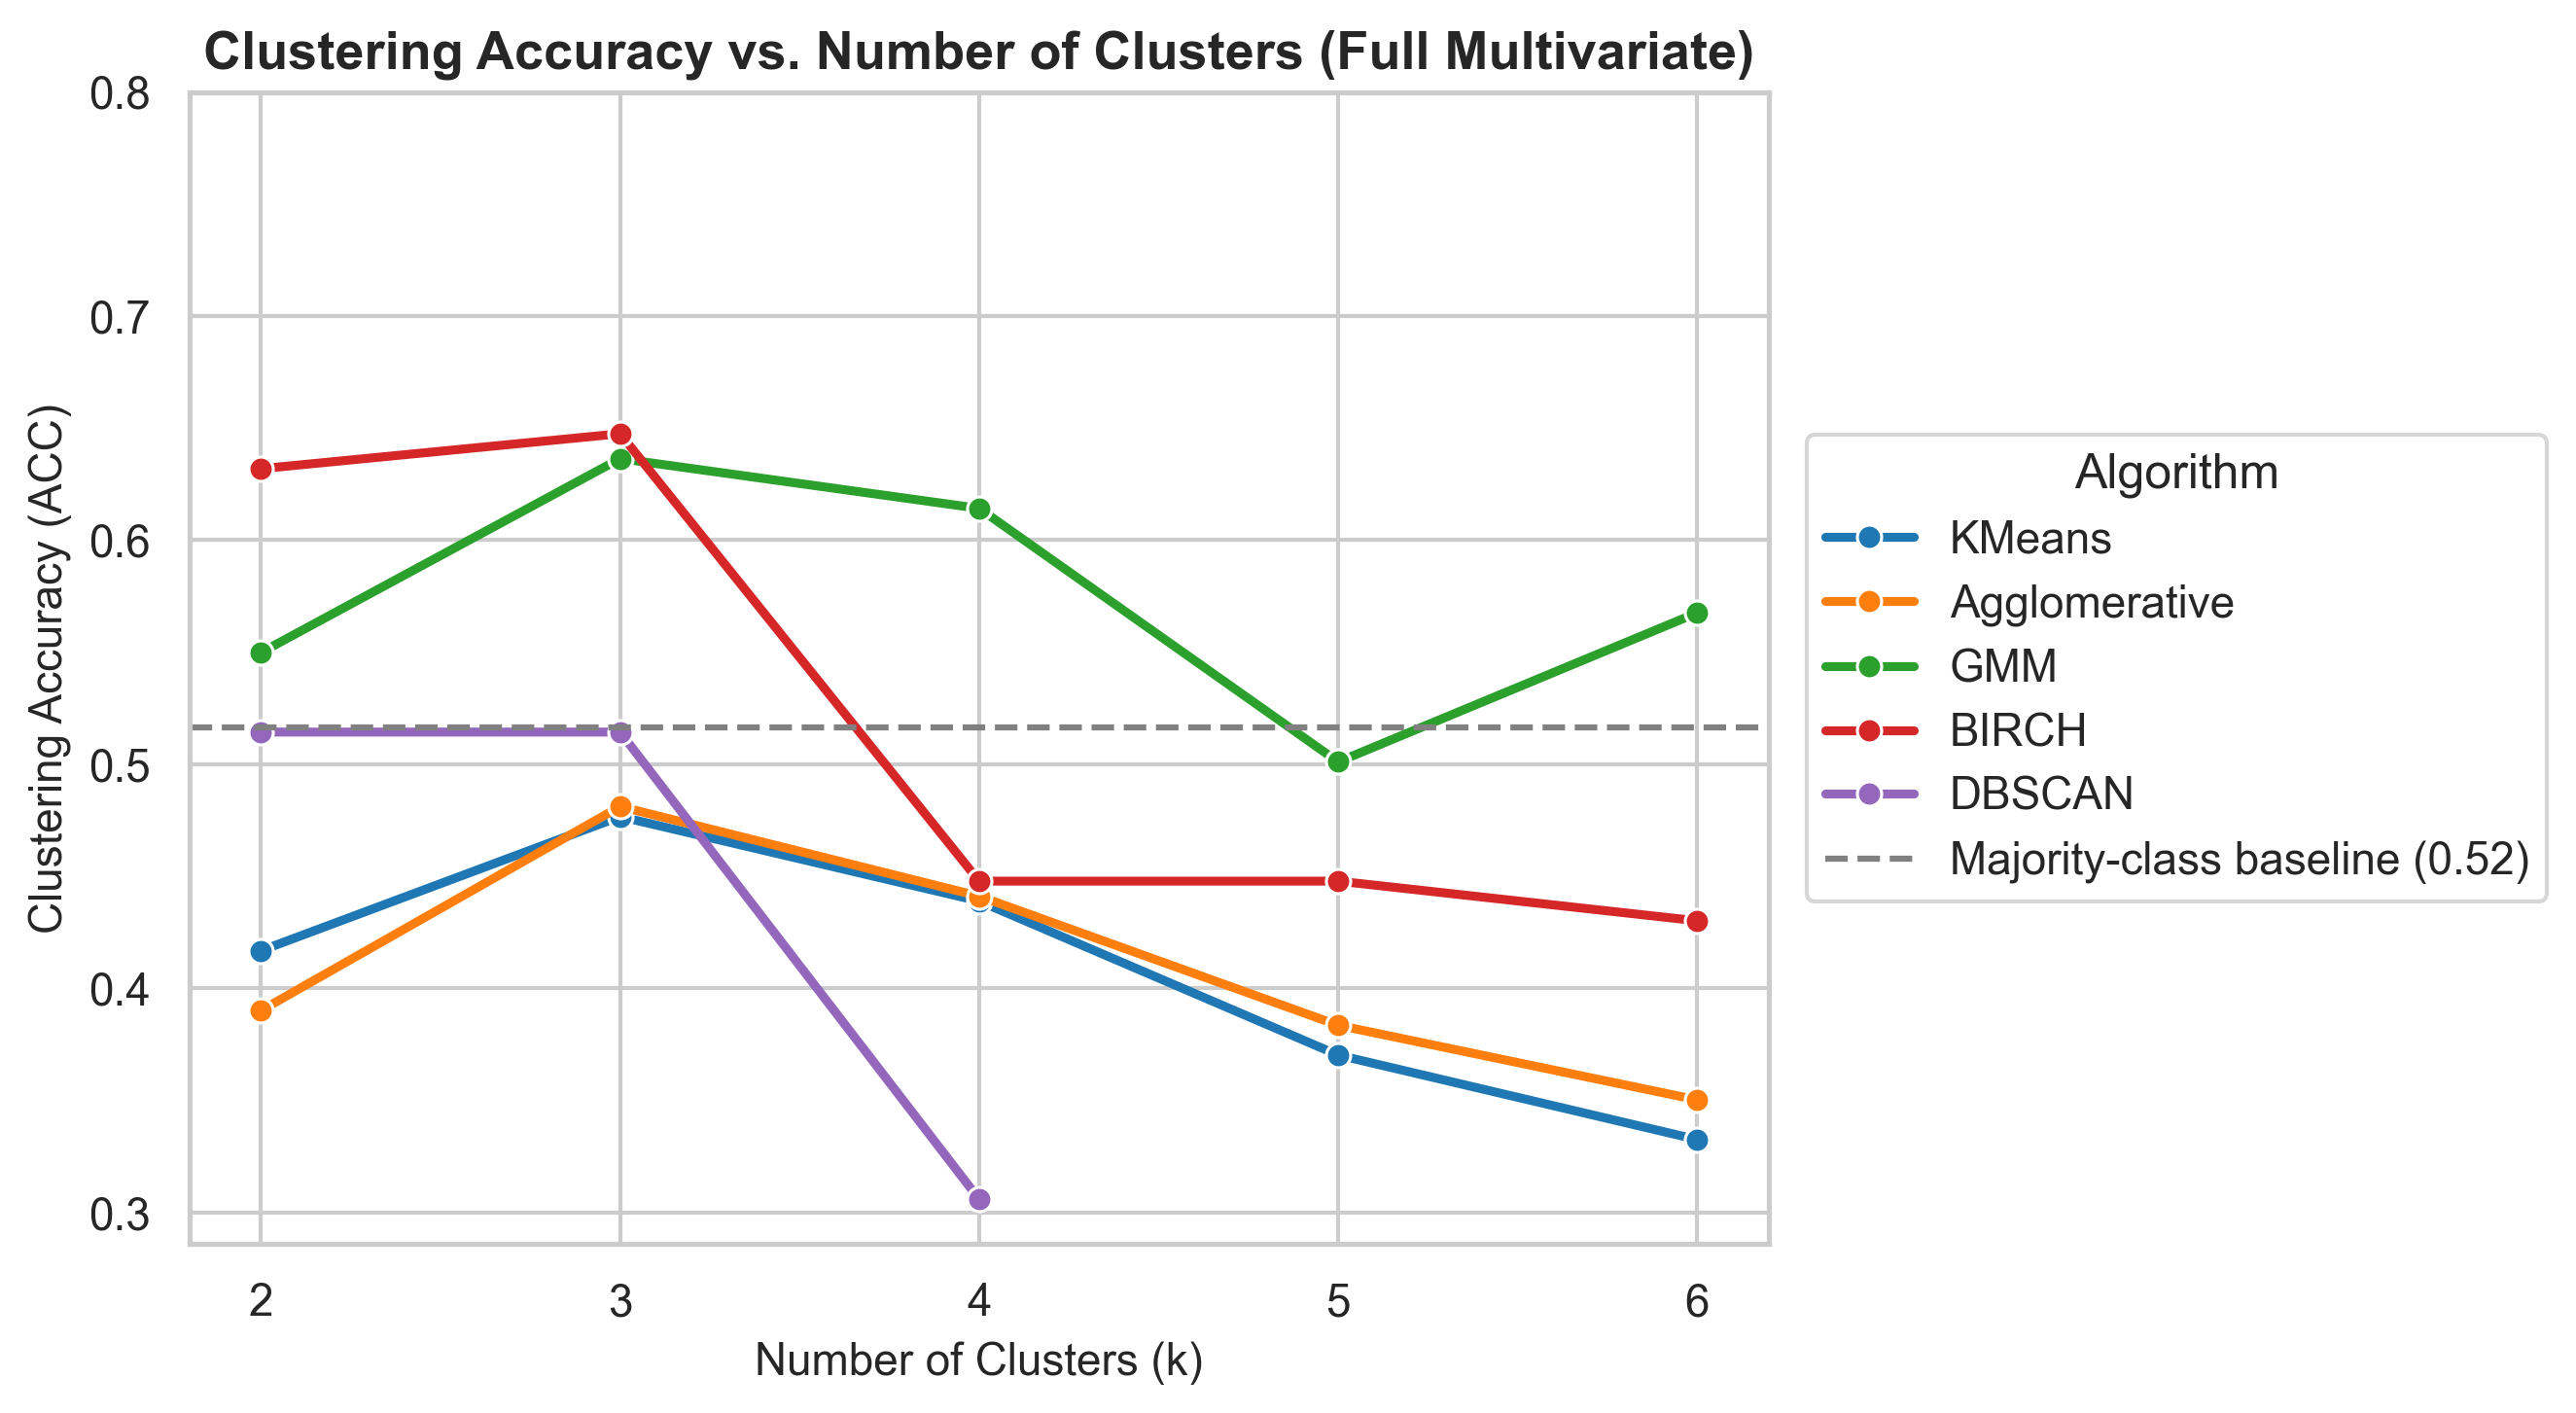 Clustering Accuracy vs. Number of Clusters (Full Multivariate)
Clustering Accuracy (ACC)
0.8
0.7
0.6
0.5
0.4
0.3
2 3 4 5 6
Number of Clusters (k)
Algorithm
KMeans
Agglomerative
GMM
BIRCH
DBSCAN
Majority-class baseline (0.52)